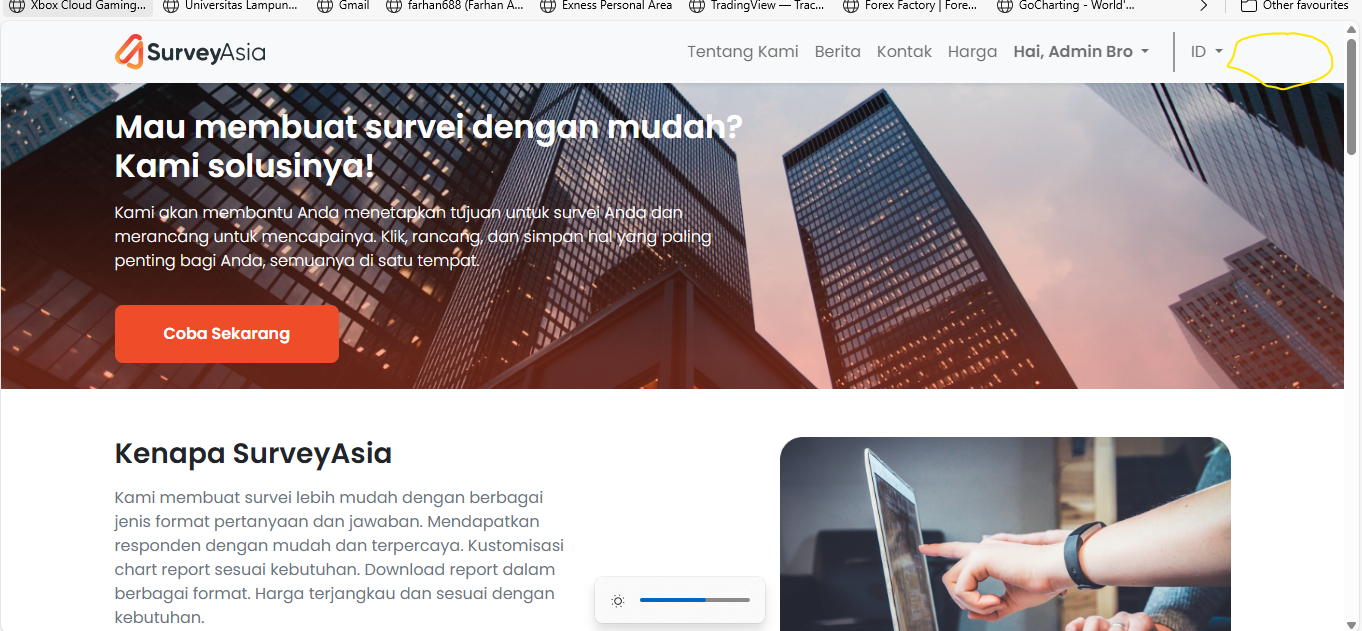 Xbox Cloud Gaming...
Universitas Lampun...
Gmail
farhan688 (Farhan A...
Exness Personal Area
TradingView — Trac...
Forex Factory | Fore...
GoCharting - World'...
Other favourites
SurveyAsia
Tentang Kami
Berita
Kontak
Harga
Hai, Admin Bro
ID
Mau membuat survei dengan mudah?
Kami solusinya!
Kami akan membantu Anda menetapkan tujuan untuk survei Anda dan
merancang untuk mencapainya. Klik, rancang, dan simpan hal yang paling
penting bagi Anda, semuanya di satu tempat.
Coba Sekarang
Kenapa SurveyAsia
Kami membuat survei lebih mudah dengan berbagai
jenis format pertanyaan dan jawaban. Mendapatkan
responden dengan mudah dan terpercaya. Kustomisasi
chart report sesuai kebutuhan. Download report dalam
berbagai format. Harga terjangkau dan sesuai dengan
kebutuhan.